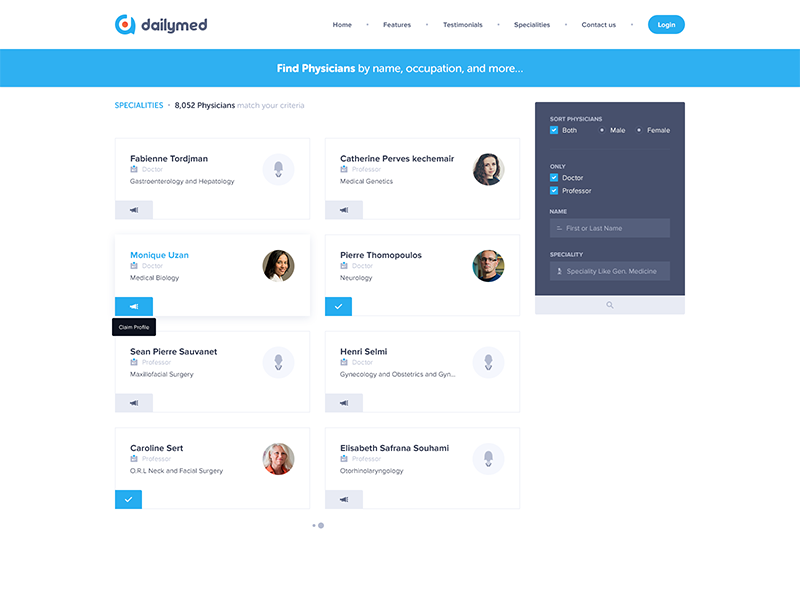 dailymed
Home • Features • Testimonials • Specialities • Contact us • Login
Find Physicians by name, occupation, and more...
SPECIALITIES • 8,052 Physicians match your criteria
Fabienne Tordjman
Doctor
Gastroenterology and Hepatology
Catherine Perves kechemair
Professor
Medical Genetics
Monique Uzan
Doctor
Medical Biology
Claim Profile
Pierre Thomopoulos
Doctor
Neurology
Sean Pierre Sauvanet
Professor
Maxillofacial Surgery
Henri Selmi
Doctor
Gynecology and Obstetrics and Gyn...
Caroline Sert
Professor
O.R.L Neck and Facial Surgery
Elisabeth Safrana Souhami
Professor
Otorhinolaryngology
SORT PHYSICIANS
Both Male Female
ONLY
Doctor
Professor
NAME
First or Last Name
SPECIALITY
Speciality Like Gen. Medicine